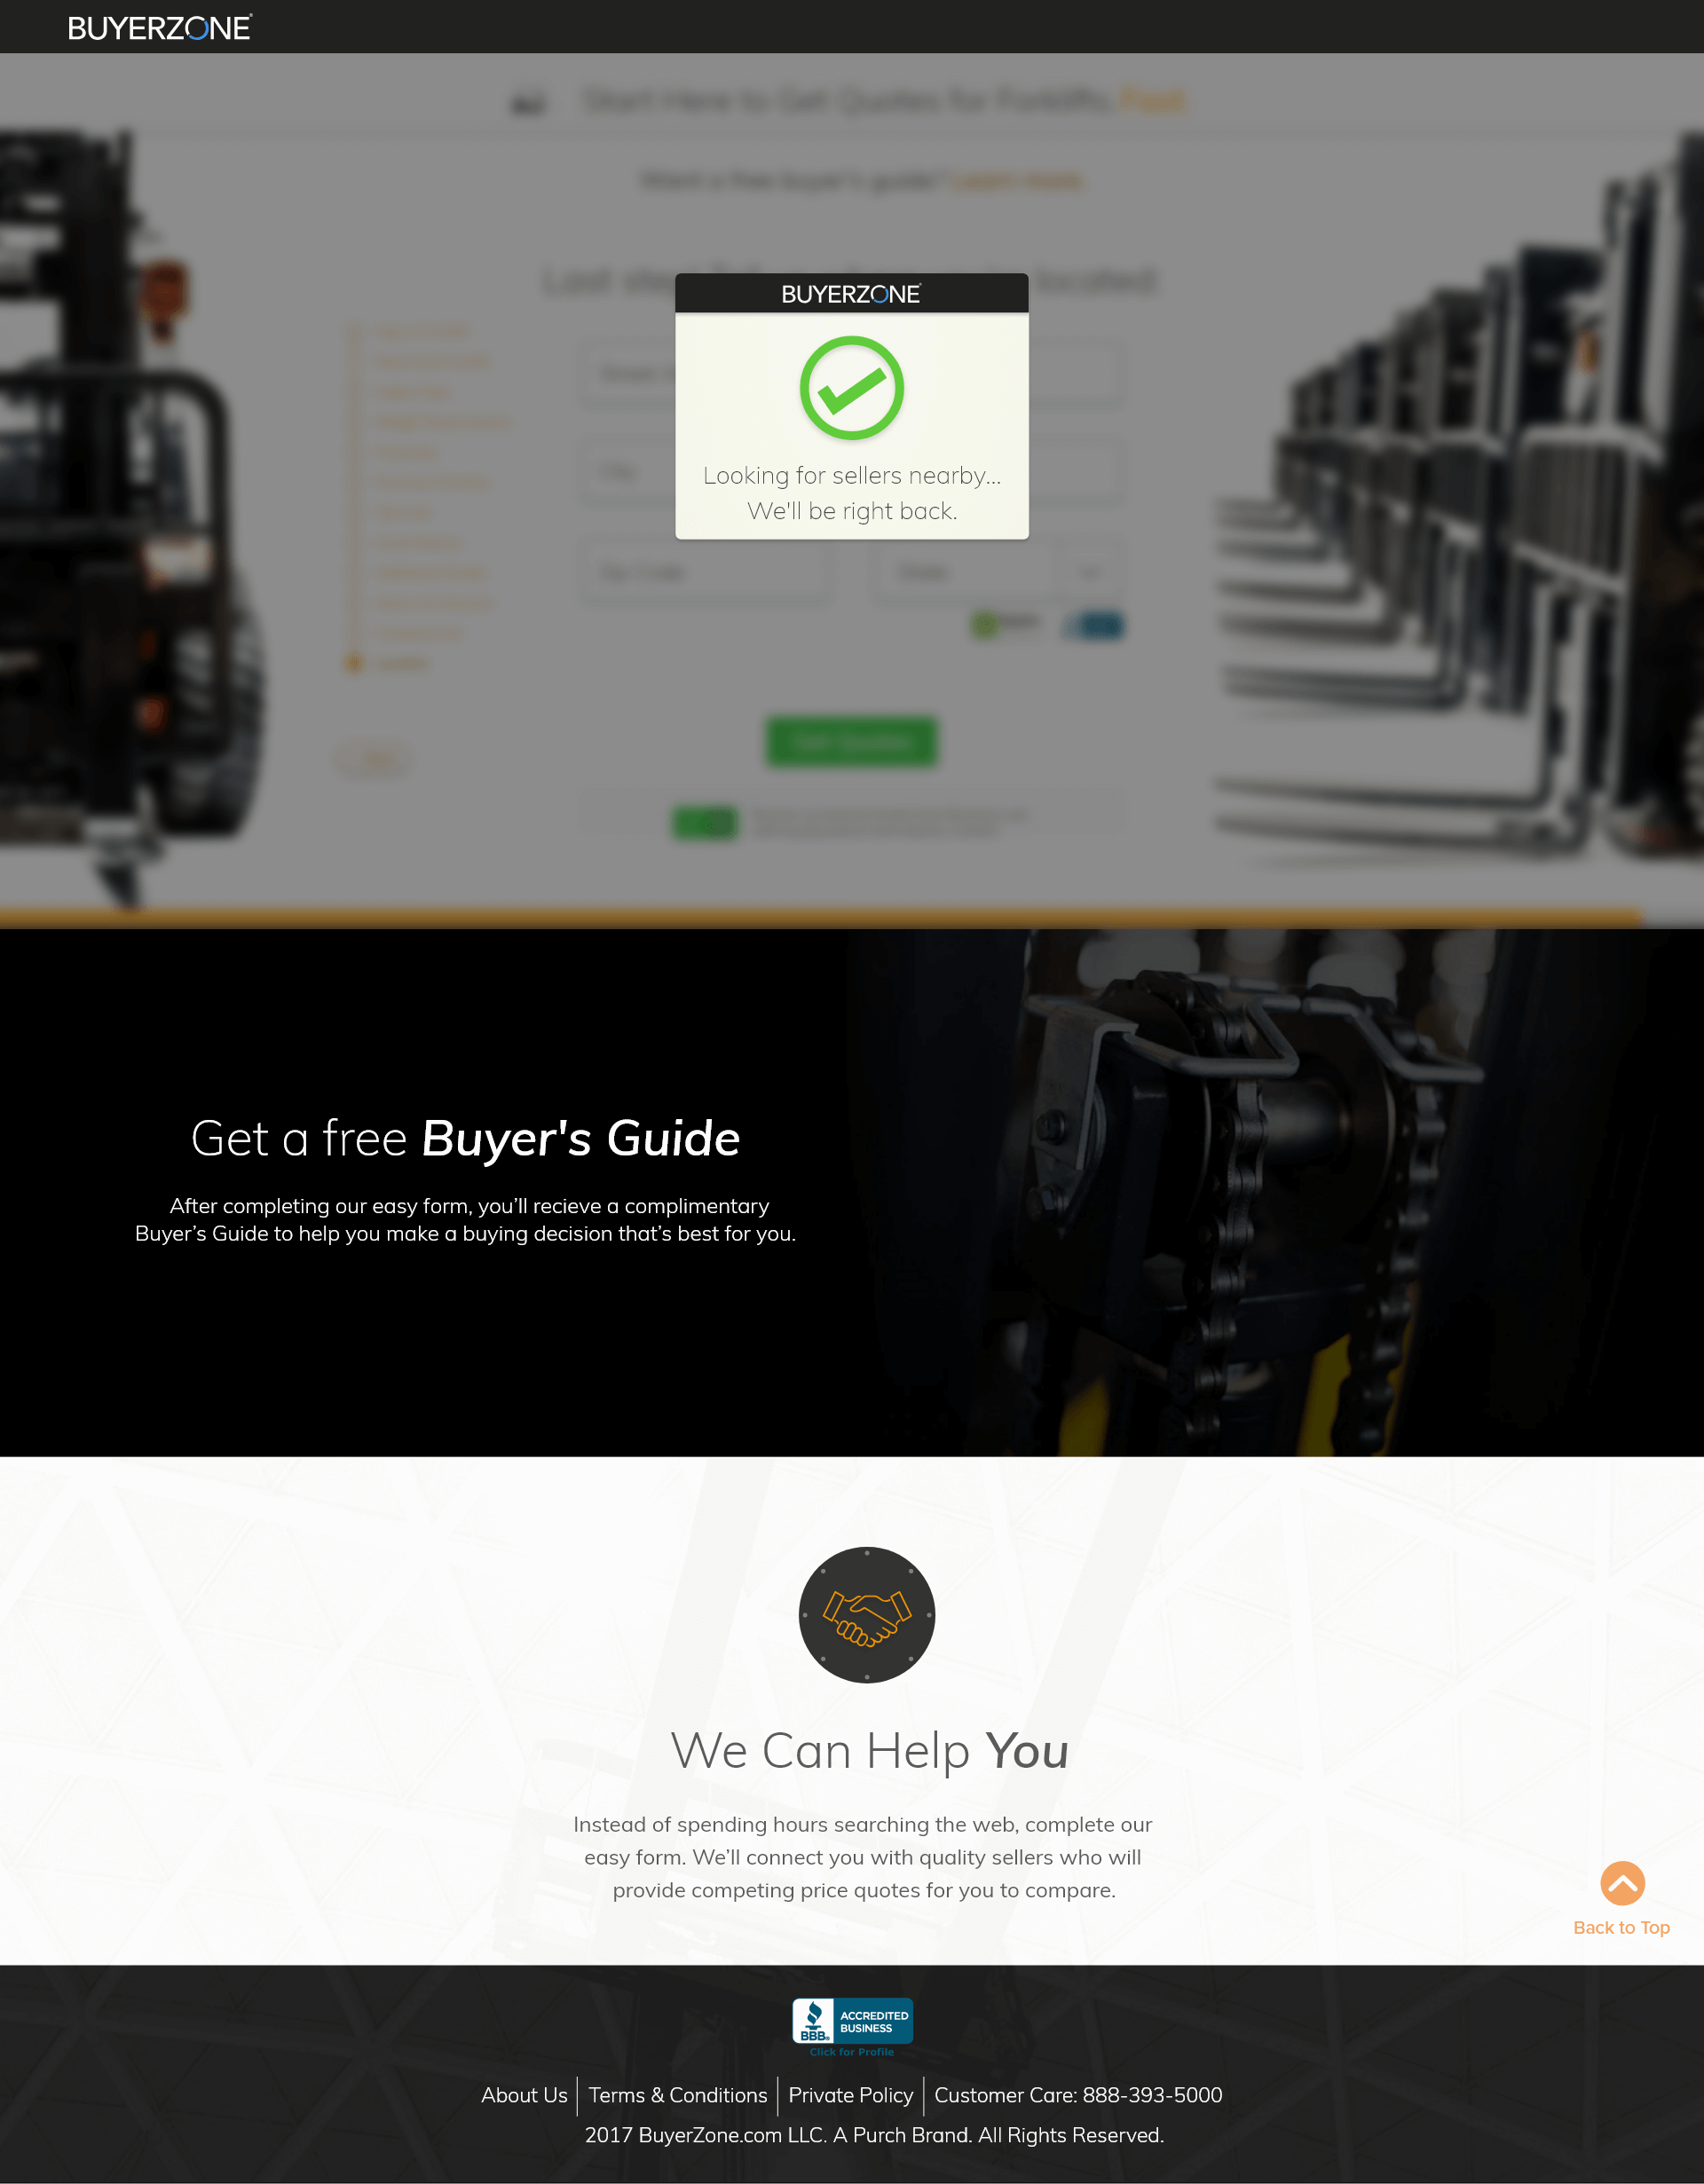 BUYERZONE
Start Here to Get Quotes for Forklifts. Fast.
Want a free buyer's guide? Learn more
Last step! located
City
Zip Code
State
Get Quotes
BUYERZONE
Looking for sellers nearby...
We'll be right back.
Get a free Buyer's Guide
After completing our easy form, you’ll recieve a complimentary
Buyer’s Guide to help you make a buying decision that’s best for you.
We Can Help You
Instead of spending hours searching the web, complete our
easy form. We’ll connect you with quality sellers who will
provide competing price quotes for you to compare.
Back to Top
BBB.
ACCREDITED
BUSINESS
Click for Profile
About Us | Terms & Conditions | Private Policy | Customer Care: 888-393-5000
2017 BuyerZone.com LLC. A Purch Brand. All Rights Reserved.